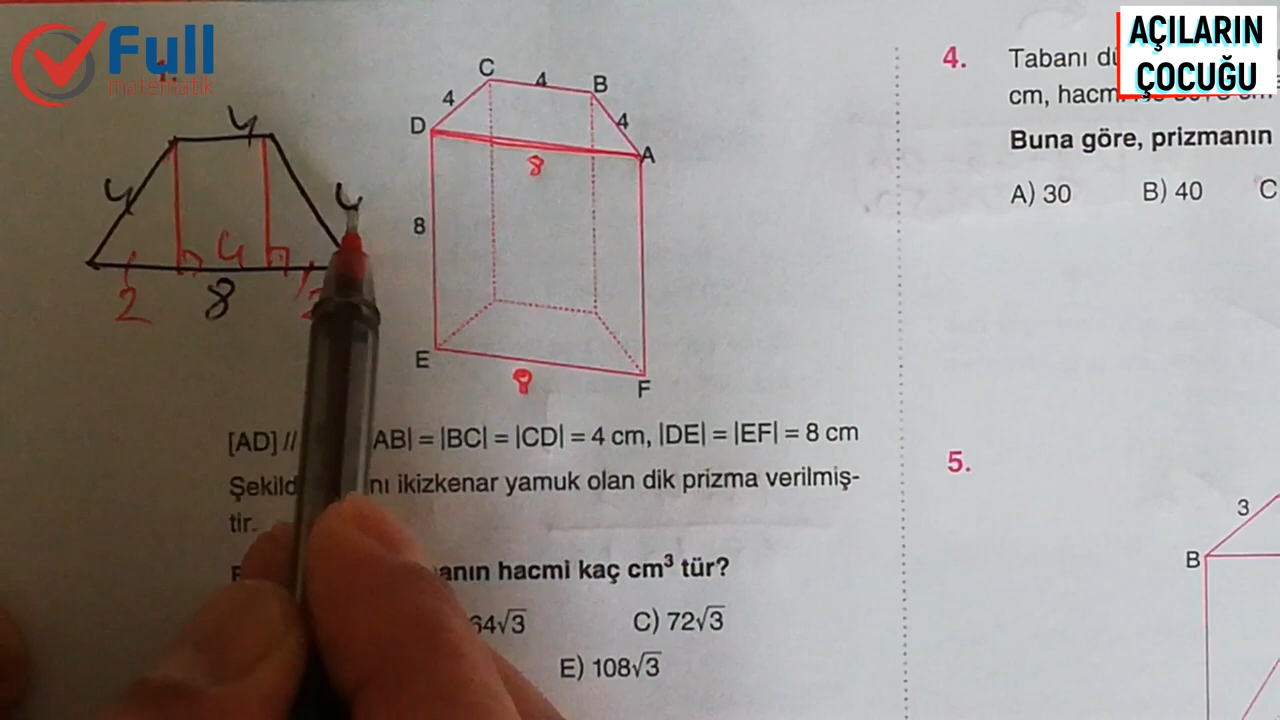 Full
matematik
AÇILARIN
ÇOCUĞU
1.
4
4
4
2
4
2
8
C
4
B
4
4
D
A
8
8
E
8
F
[AD] // AB| = |BC| = |CD| = 4 cm, |DE| = |EF| = 8 cm
Şekild nı ikizkenar yamuk olan dik prizma verilmiş-
tir.
anın hacmi kaç cm³ tür?
64√3
C) 72√3
E) 108√3
4.
Tabanı
cm, hacm
Buna göre, prizmanın
A) 30
B) 40
C
5.
3
B